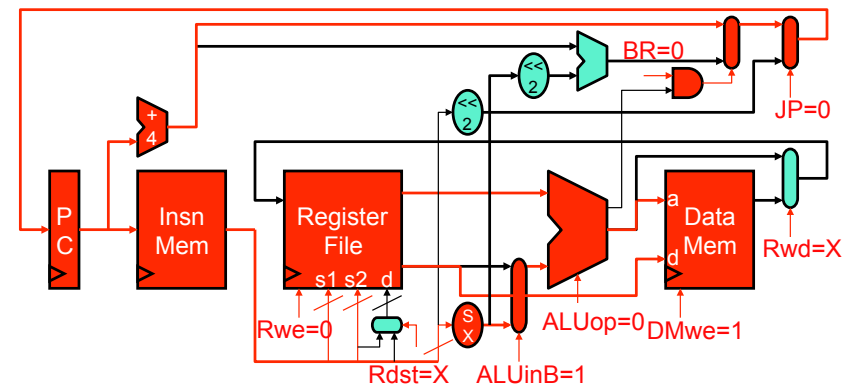 BR=0
<<
2
<<
2
JP=0
+
4
P
C
Insn
Mem
Register
File
s1 s2 d
a
Data
Mem
d
Rwd=X
S
X
Rwe=0
ALUop=0
DMwe=1
Rdst=X
ALUinB=1